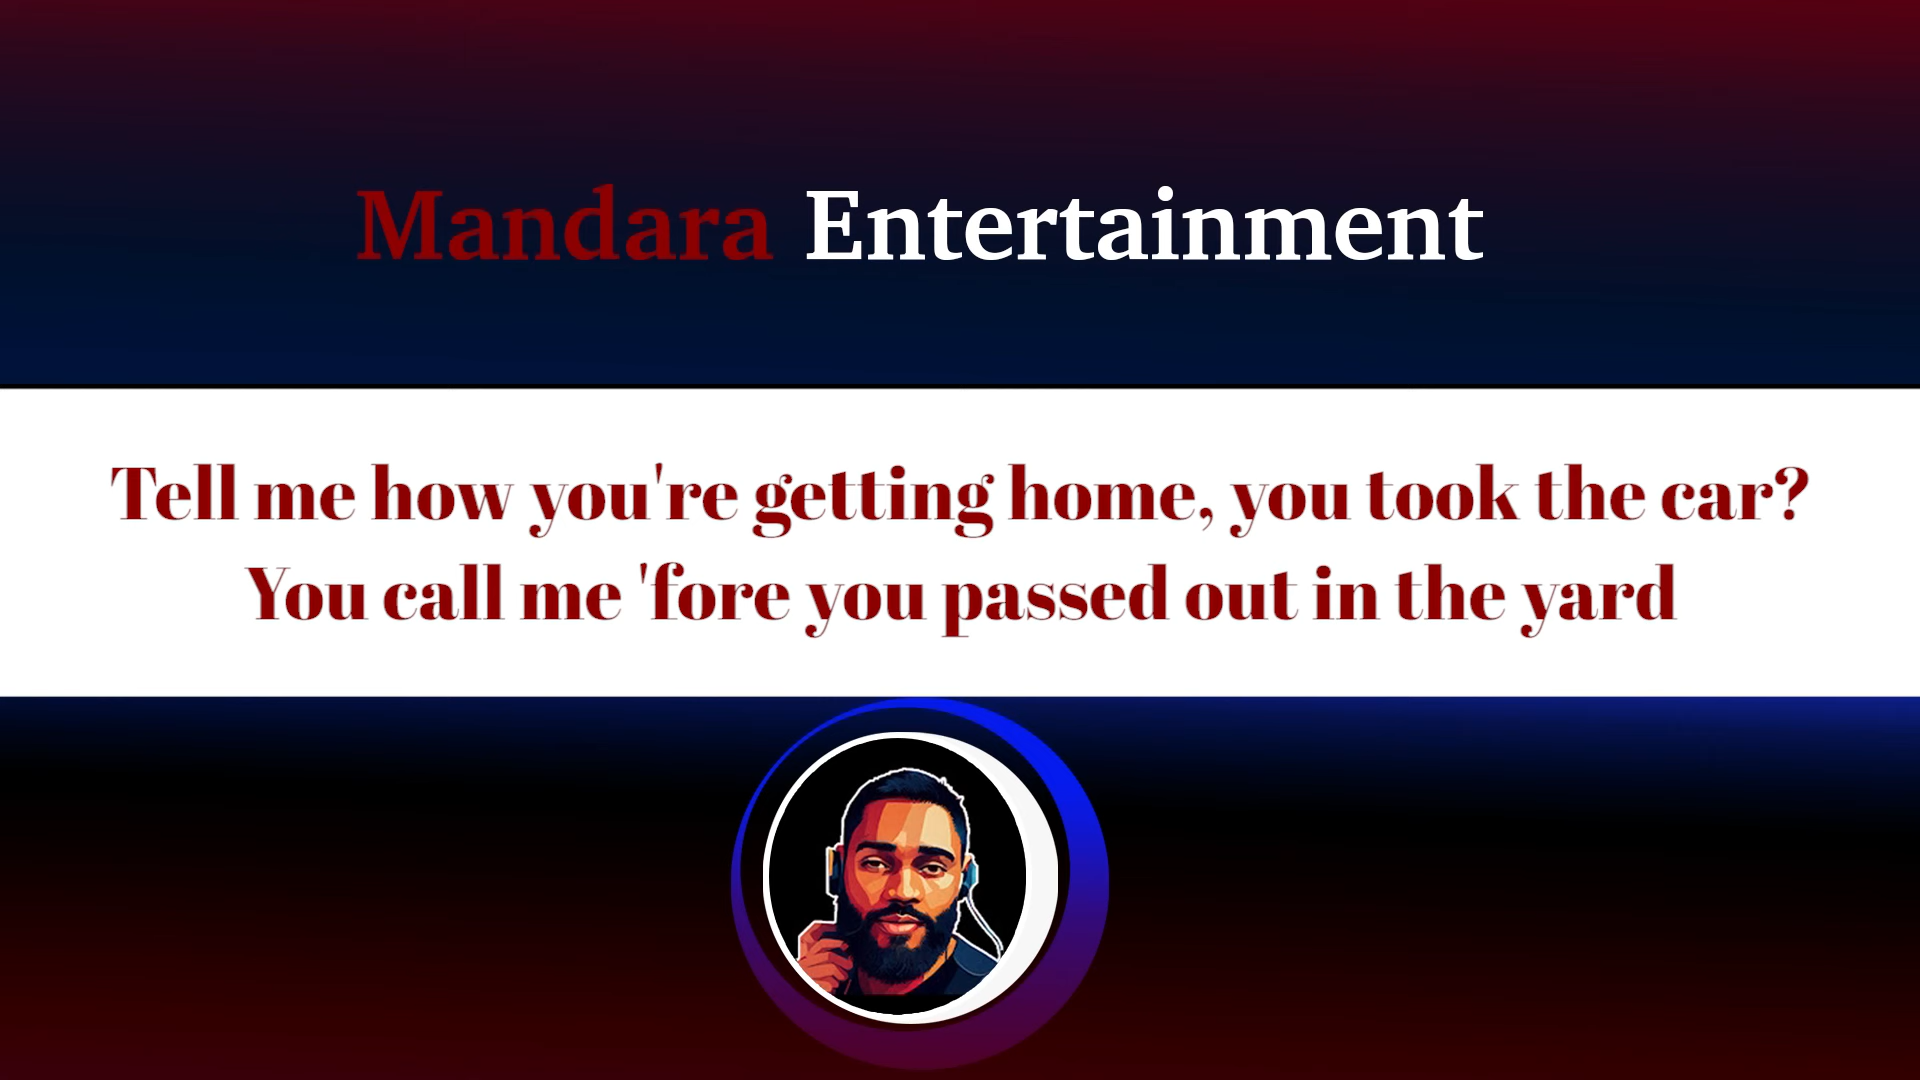 Mandara Entertainment
Tell me how you're getting home, you took the car?
You call me 'fore you passed out in the yard